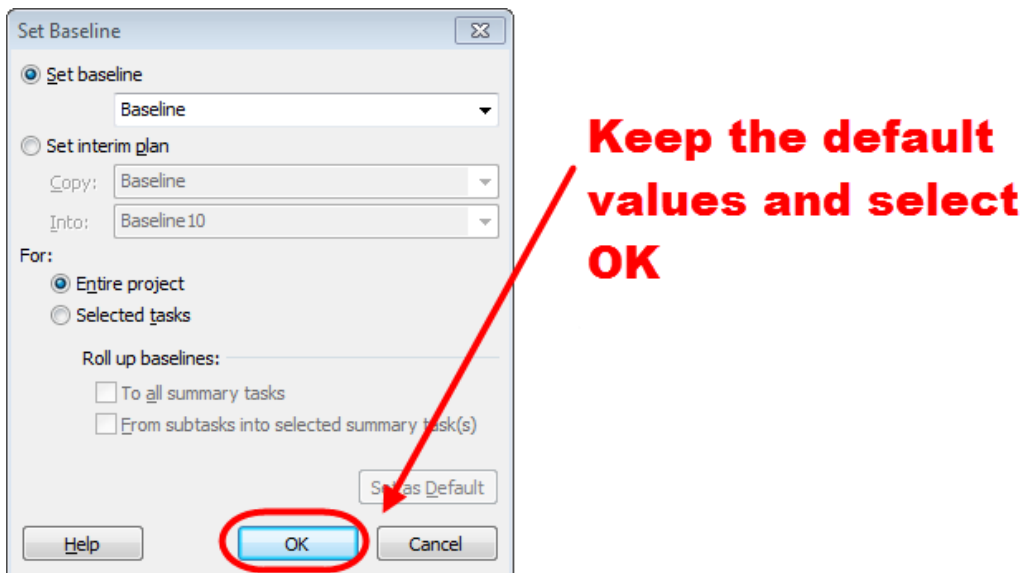 Set Baseline
Set baseline
Baseline
Set interim plan
Copy: Baseline
Into: Baseline10
For:
Entire project
Selected tasks
Roll up baselines:
To all summary tasks
From subtasks into selected summary task(s)
Set as Default
Help OK Cancel
Keep the default
values and select
OK